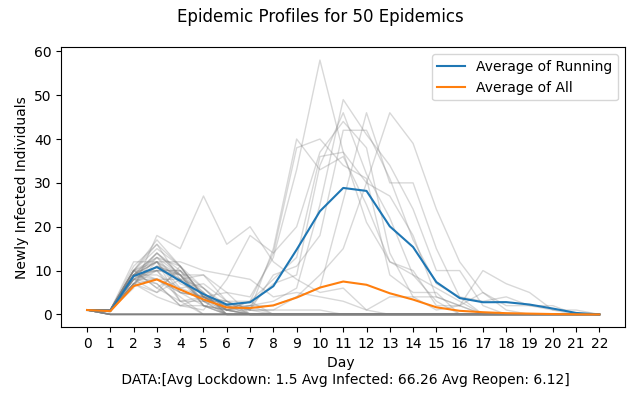 Epidemic Profiles for 50 Epidemics
Newly Infected Individuals
60
50
40
30
20
10
0
Average of Running
Average of All
0 1 2 3 4 5 6 7 8 9 10 11 12 13 14 15 16 17 18 19 20 21 22
Day
DATA:[Avg Lockdown: 1.5 Avg Infected: 66.26 Avg Reopen: 6.12]